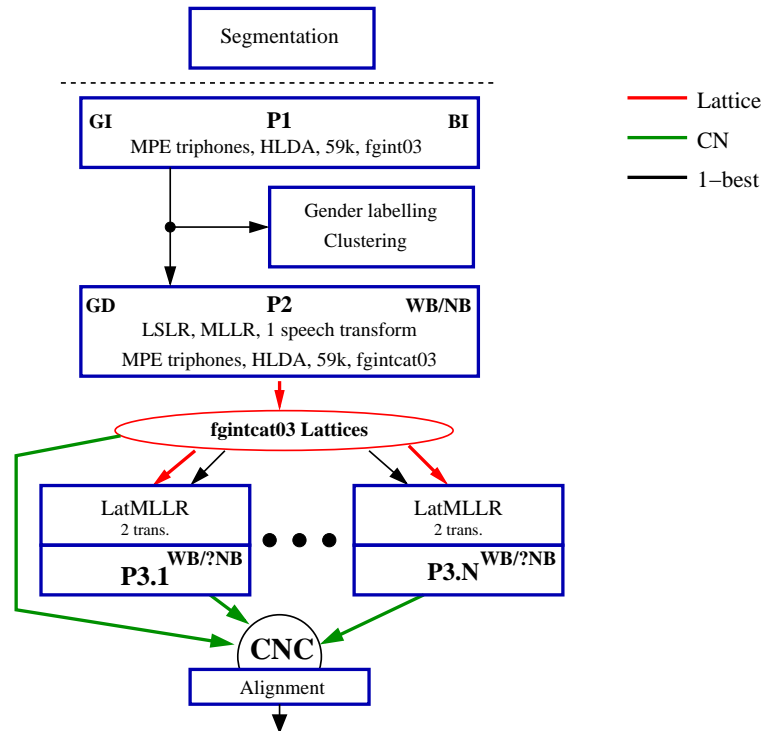 Segmentation
GI P1 BI
MPE triphones, HLDA, 59k, fgint03
Lattice
CN
1−best
Gender labelling
Clustering
GD P2 WB/NB
LSLR, MLLR, 1 speech transform
MPE triphones, HLDA, 59k, fgintcat03
fgintcat03 Lattices
LatMLLR
2 trans.
WB/?NB
P3.1
LatMLLR
2 trans.
WB/?NB
P3.N
CNC
Alignment